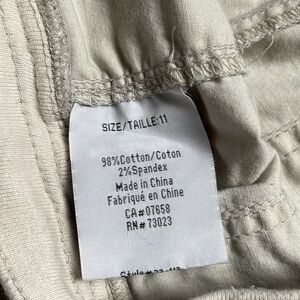 SIZE/TAILLE:11
98%Cotton/Coton
2%Spandex
Made in China
Fabriqué en Chine
CA#07658
RN#73023